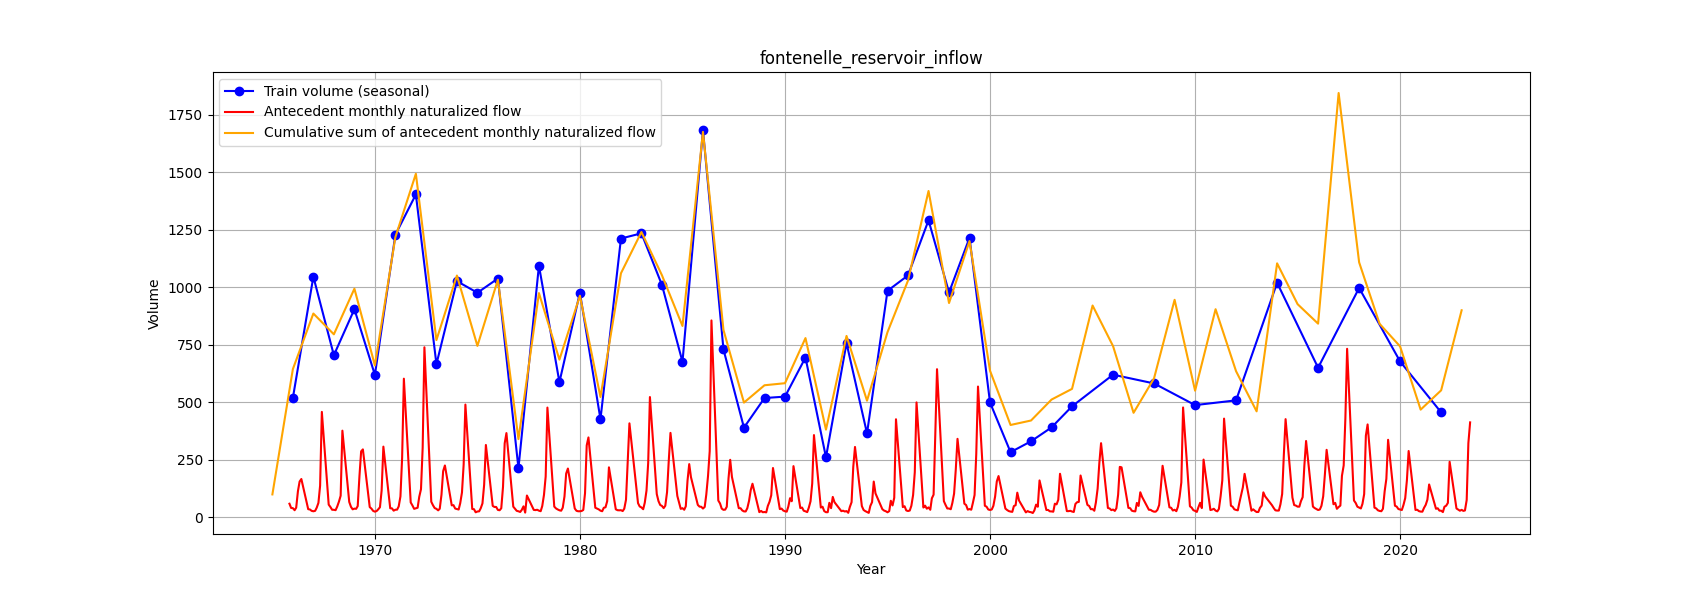 fontenelle_reservoir_inflow
Train volume (seasonal)
Antecedent monthly naturalized flow
Cumulative sum of antecedent monthly naturalized flow
Volume
1750
1500
1250
1000
750
500
250
0
1970 1980 1990 2000 2010 2020
Year